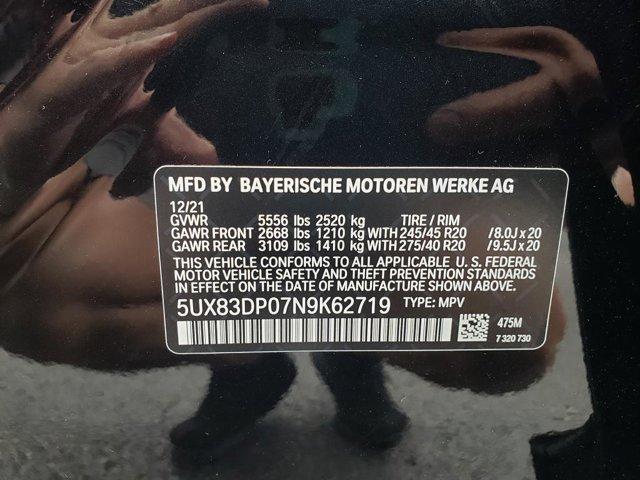 MFD BY BAYERISCHE MOTOREN WERKE AG
12/21
GVWR 5556 lbs 2520 kg TIRE / RIM
GAWR FRONT 2668 lbs 1210 kg WITH 245/45 R20 /8.0J x 20
GAWR REAR 3109 lbs 1410 kg WITH 275/40 R20 /9.5J x 20
THIS VEHICLE CONFORMS TO ALL APPLICABLE U. S. FEDERAL
MOTOR VEHICLE SAFETY AND THEFT PREVENTION STANDARDS
IN EFFECT ON THE DATE OF MANUFACTURE SHOWN ABOVE.
5UX83DP07N9K62719 TYPE: MPV
475M
7 320 730